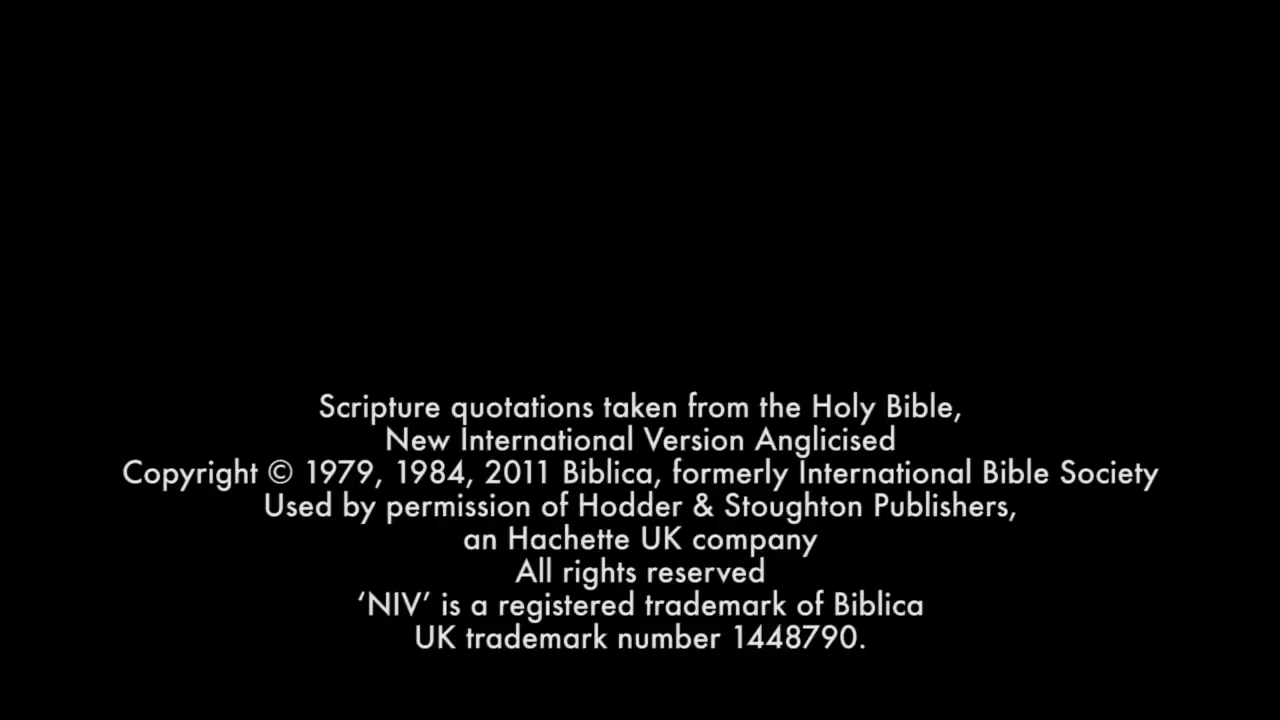 Scripture quotations taken from the Holy Bible,
New International Version Anglicised
Copyright © 1979, 1984, 2011 Biblica, formerly International Bible Society
Used by permission of Hodder & Stoughton Publishers,
an Hachette UK company
All rights reserved
‘NIV’ is a registered trademark of Biblica
UK trademark number 1448790.